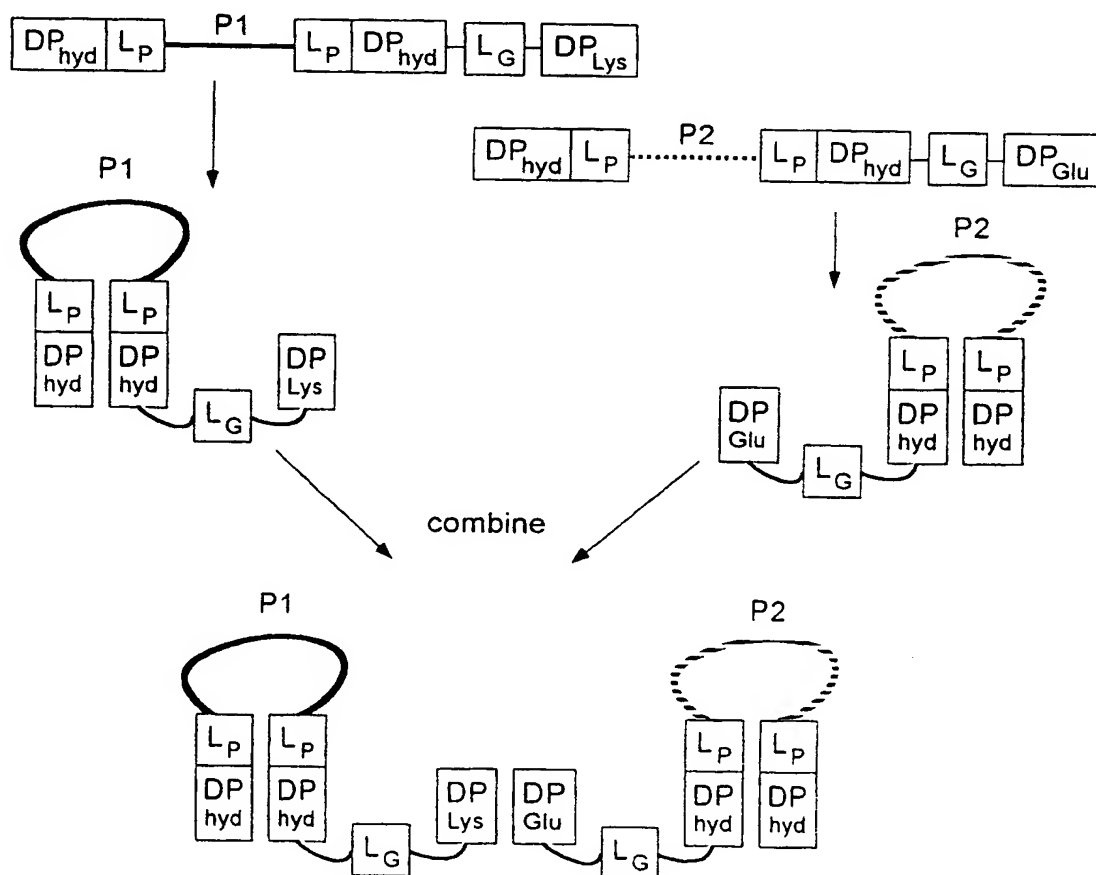 P1
DPhyd LP LP DPhyd LG DPLys
P2
DPhyd LP LP DPhyd LG DPGlu
P1
P2
LP LP
DP hyd DP hyd
DP Lys
LG
LP LP
DP hyd DP hyd
DP Glu
LG
combine
P1
P2
LP LP LP LP
DP hyd DP hyd DP Lys DP Glu DP hyd DP hyd
LG LG